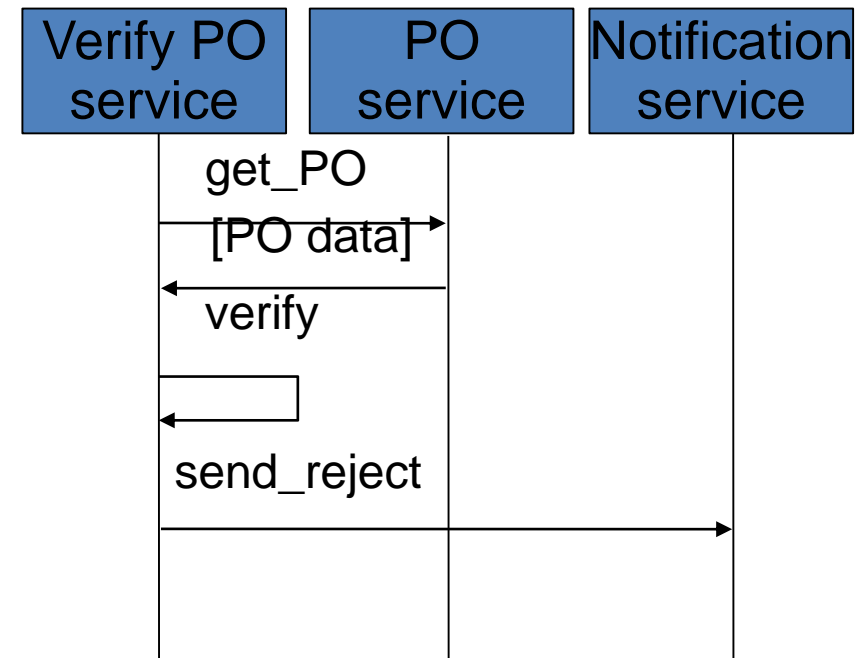 Verify PO
service
PO
service
Notification
service
get_PO
[PO data]
verify
send_reject